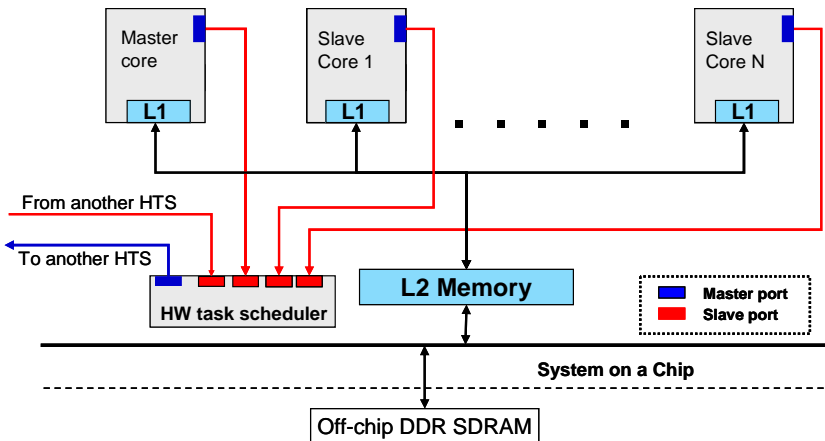 Master
core
L1
Slave
Core 1
L1
Slave
Core N
L1
From another HTS
To another HTS
HW task scheduler
L2 Memory
Master port
Slave port
System on a Chip
Off-chip DDR SDRAM